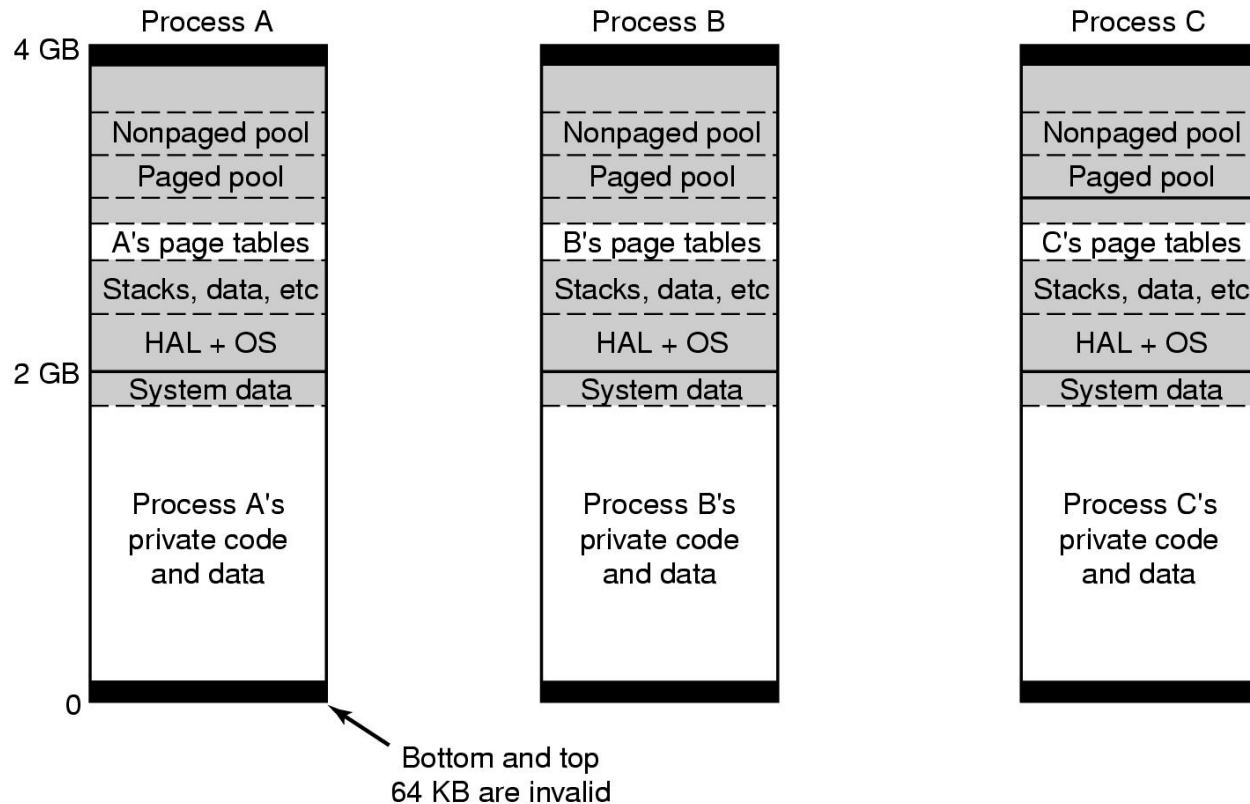 Process A
Process B
Process C
4 GB
Nonpaged pool
Nonpaged pool
Nonpaged pool
Paged pool
Paged pool
Paged pool
A's page tables
B's page tables
C's page tables
Stacks, data, etc
Stacks, data, etc
Stacks, data, etc
HAL + OS
HAL + OS
HAL + OS
2 GB
System data
System data
System data
Process A's
private code
and data
Process B's
private code
and data
Process C's
private code
and data
0
Bottom and top
64 KB are invalid